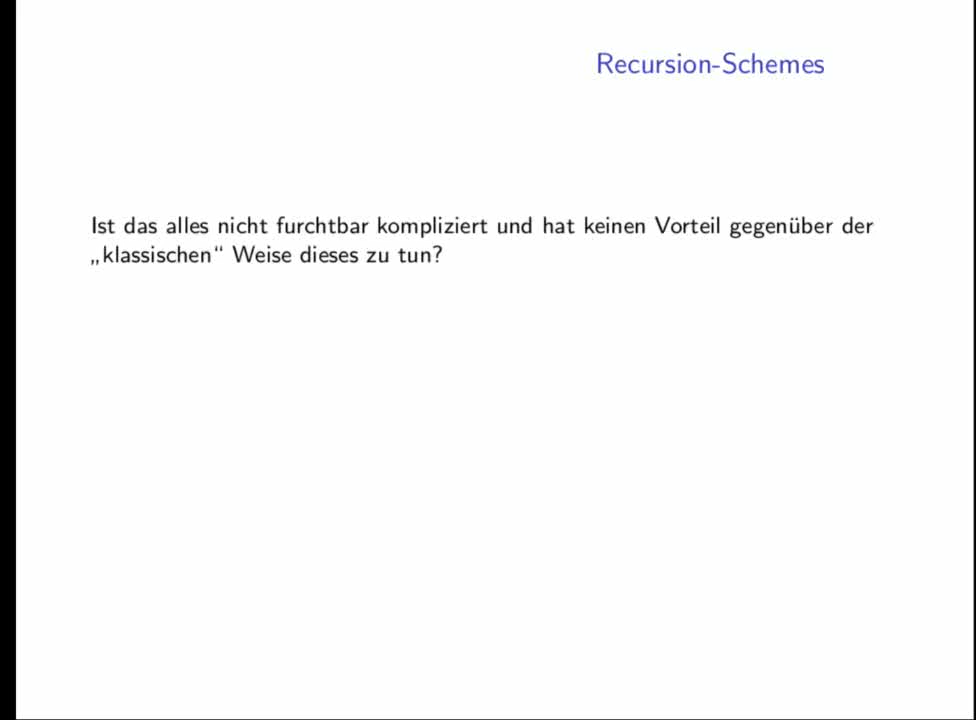 Recursion-Schemes
Ist das alles nicht furchtbar kompliziert und hat keinen Vorteil gegenüber der
„klassischen“ Weise dieses zu tun?